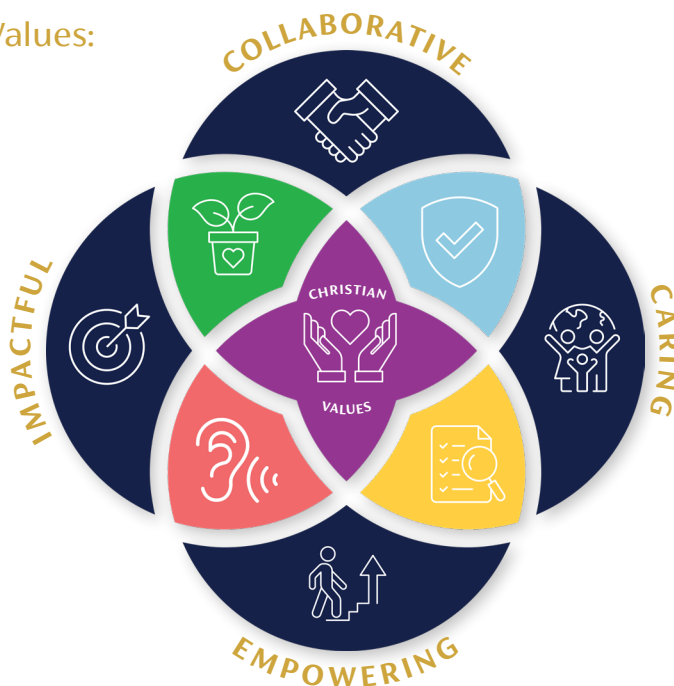 Values:
COLLABORATIVE
CHRISTIAN
VALUES
IMPACTFUL
CARING
EMPOWERING